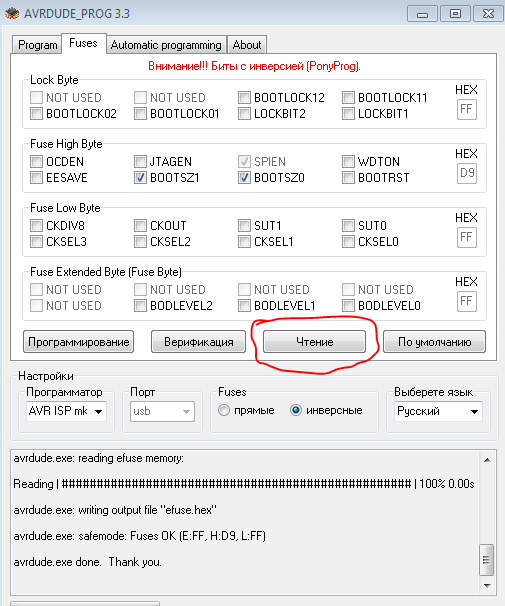 AVRDUDE_PROG 3.3
Program Fuses Automatic programming About
Внимание!!! Биты с инверсией (PonyProg).
Lock Byte HEX
NOT USED NOT USED BOOTLOCK12 BOOTLOCK11 FF
BOOTLOCK02 BOOTLOCK01 LOCKBIT2 LOCKBIT1
Fuse High Byte HEX
OCDEN JTAGEN SPIEN WDTON D9
EESAVE BOOTSZ1 BOOTSZ0 BOOTRST
Fuse Low Byte HEX
CKDIV8 CKOUT SUT1 SUT0 FF
CKSEL3 CKSEL2 CKSEL1 CKSEL0
Fuse Extended Byte (Fuse Byte) HEX
NOT USED NOT USED NOT USED NOT USED FF
NOT USED BODLEVEL2 BODLEVEL1 BODLEVEL0
Программирование Верификация Чтение По умолчанию
Настройки
Программатор Порт Fuses Выберете язык
AVR ISP mk usb прямые инверсные Русский
avrdude.exe: reading efuse memory:
Reading | ################################################## | 100% 0.00s
avrdude.exe: writing output file "efuse.hex"
avrdude.exe: safemode: Fuses OK (E:FF, H:D9, L:FF)
avrdude.exe done. Thank you.